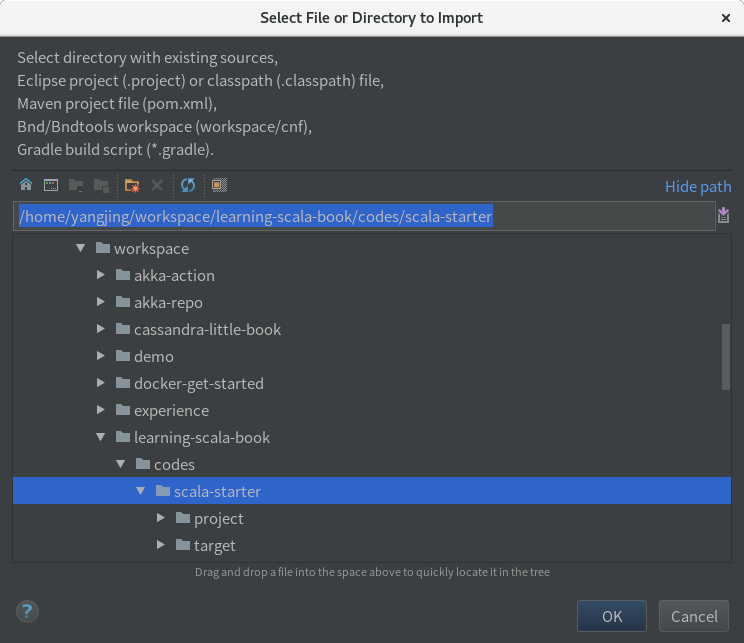 Select File or Directory to Import
Select directory with existing sources,
Eclipse project (.project) or classpath (.classpath) file,
Maven project file (pom.xml),
Bnd/Bndtools workspace (workspace/cnf),
Gradle build script (*.gradle).
Hide path
/home/yangjing/workspace/learning-scala-book/codes/scala-starter
workspace
akka-action
akka-repo
cassandra-little-book
demo
docker-get-started
experience
learning-scala-book
codes
scala-starter
project
target
Drag and drop a file into the space above to quickly locate it in the tree
?
OK
Cancel